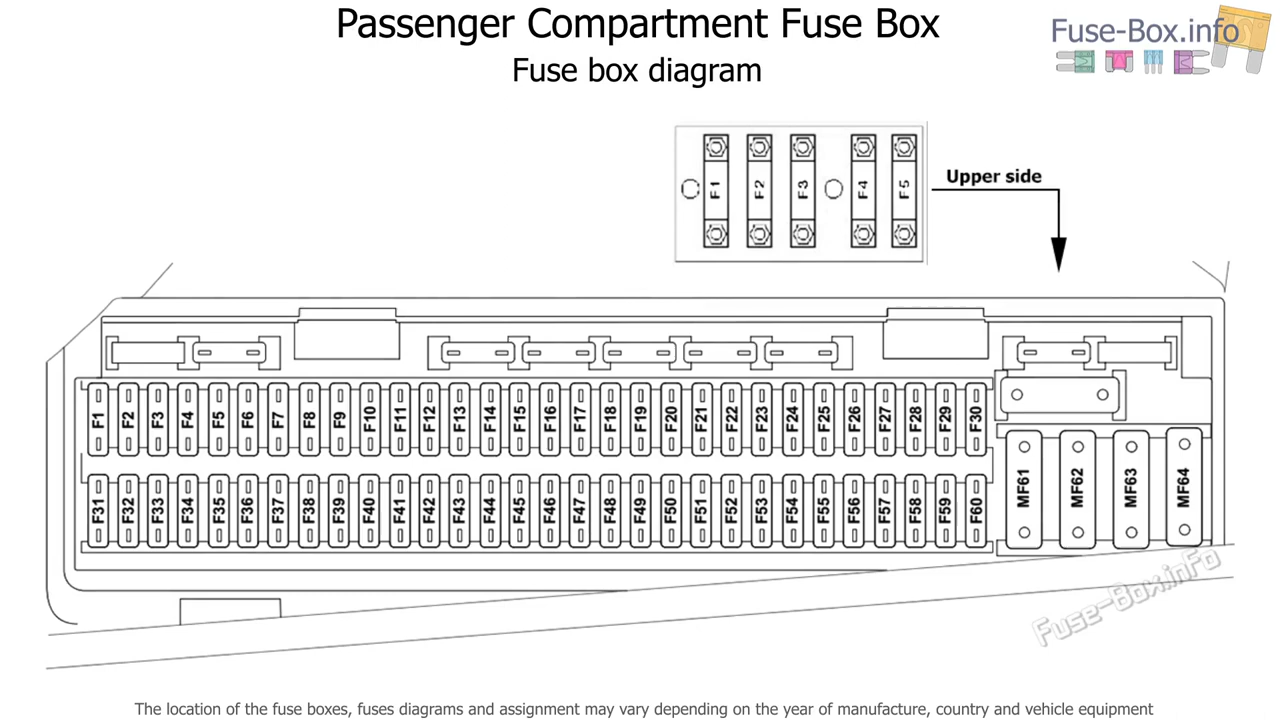 Passenger Compartment Fuse Box
Fuse box diagram
Fuse-Box.info
F1 F2 F3 F4 F5
Upper side
F1 F2 F3 F4 F5 F6 F7 F8 F9 F10 F11 F12 F13 F14 F15 F16 F17 F18 F19 F20 F21 F22 F23 F24 F25 F26 F27 F28 F29 F30
F31 F32 F33 F34 F35 F36 F37 F38 F39 F40 F41 F42 F43 F44 F45 F46 F47 F48 F49 F50 F51 F52 F53 F54 F55 F56 F57 F58 F59 F60
MF61 MF62 MF63 MF64
Fuse-Box.info
The location of the fuse boxes, fuses diagrams and assignment may vary depending on the year of manufacture, country and vehicle equipment